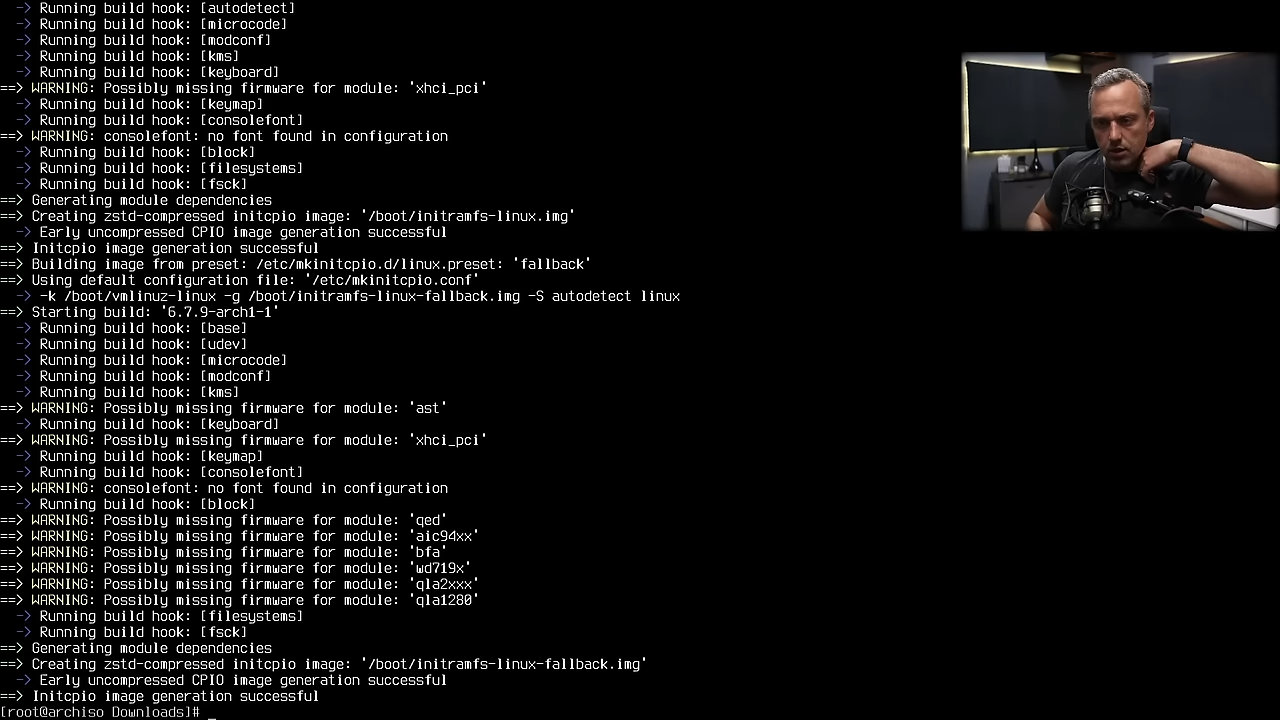 -> Running build hook: [autodetect]
-> Running build hook: [microcode]
-> Running build hook: [modconf]
-> Running build hook: [kms]
-> Running build hook: [keyboard]
==> WARNING: Possibly missing firmware for module: 'xhci_pci'
-> Running build hook: [keymap]
-> Running build hook: [consolefont]
==> WARNING: consolefont: no font found in configuration
-> Running build hook: [block]
-> Running build hook: [filesystems]
-> Running build hook: [fsck]
==> Generating module dependencies
==> Creating zstd-compressed initcpio image: '/boot/initramfs-linux.img'
-> Early uncompressed CPIO image generation successful
==> Initcpio image generation successful
==> Building image from preset: /etc/mkinitcpio.d/linux.preset: 'fallback'
==> Using default configuration file: '/etc/mkinitcpio.conf'
-> -k /boot/vmlinuz-linux -g /boot/initramfs-linux-fallback.img -S autodetect linux
==> Starting build: '6.7.9-arch1-1'
-> Running build hook: [base]
-> Running build hook: [udev]
-> Running build hook: [microcode]
-> Running build hook: [modconf]
-> Running build hook: [kms]
==> WARNING: Possibly missing firmware for module: 'ast'
-> Running build hook: [keyboard]
==> WARNING: Possibly missing firmware for module: 'xhci_pci'
-> Running build hook: [keymap]
-> Running build hook: [consolefont]
==> WARNING: consolefont: no font found in configuration
-> Running build hook: [block]
==> WARNING: Possibly missing firmware for module: 'qed'
==> WARNING: Possibly missing firmware for module: 'aic94xx'
==> WARNING: Possibly missing firmware for module: 'bfa'
==> WARNING: Possibly missing firmware for module: 'wd719x'
==> WARNING: Possibly missing firmware for module: 'qla2xxx'
==> WARNING: Possibly missing firmware for module: 'qla1280'
-> Running build hook: [filesystems]
-> Running build hook: [fsck]
==> Generating module dependencies
==> Creating zstd-compressed initcpio image: '/boot/initramfs-linux-fallback.img'
-> Early uncompressed CPIO image generation successful
==> Initcpio image generation successful
[root@archiso Downloads]# _